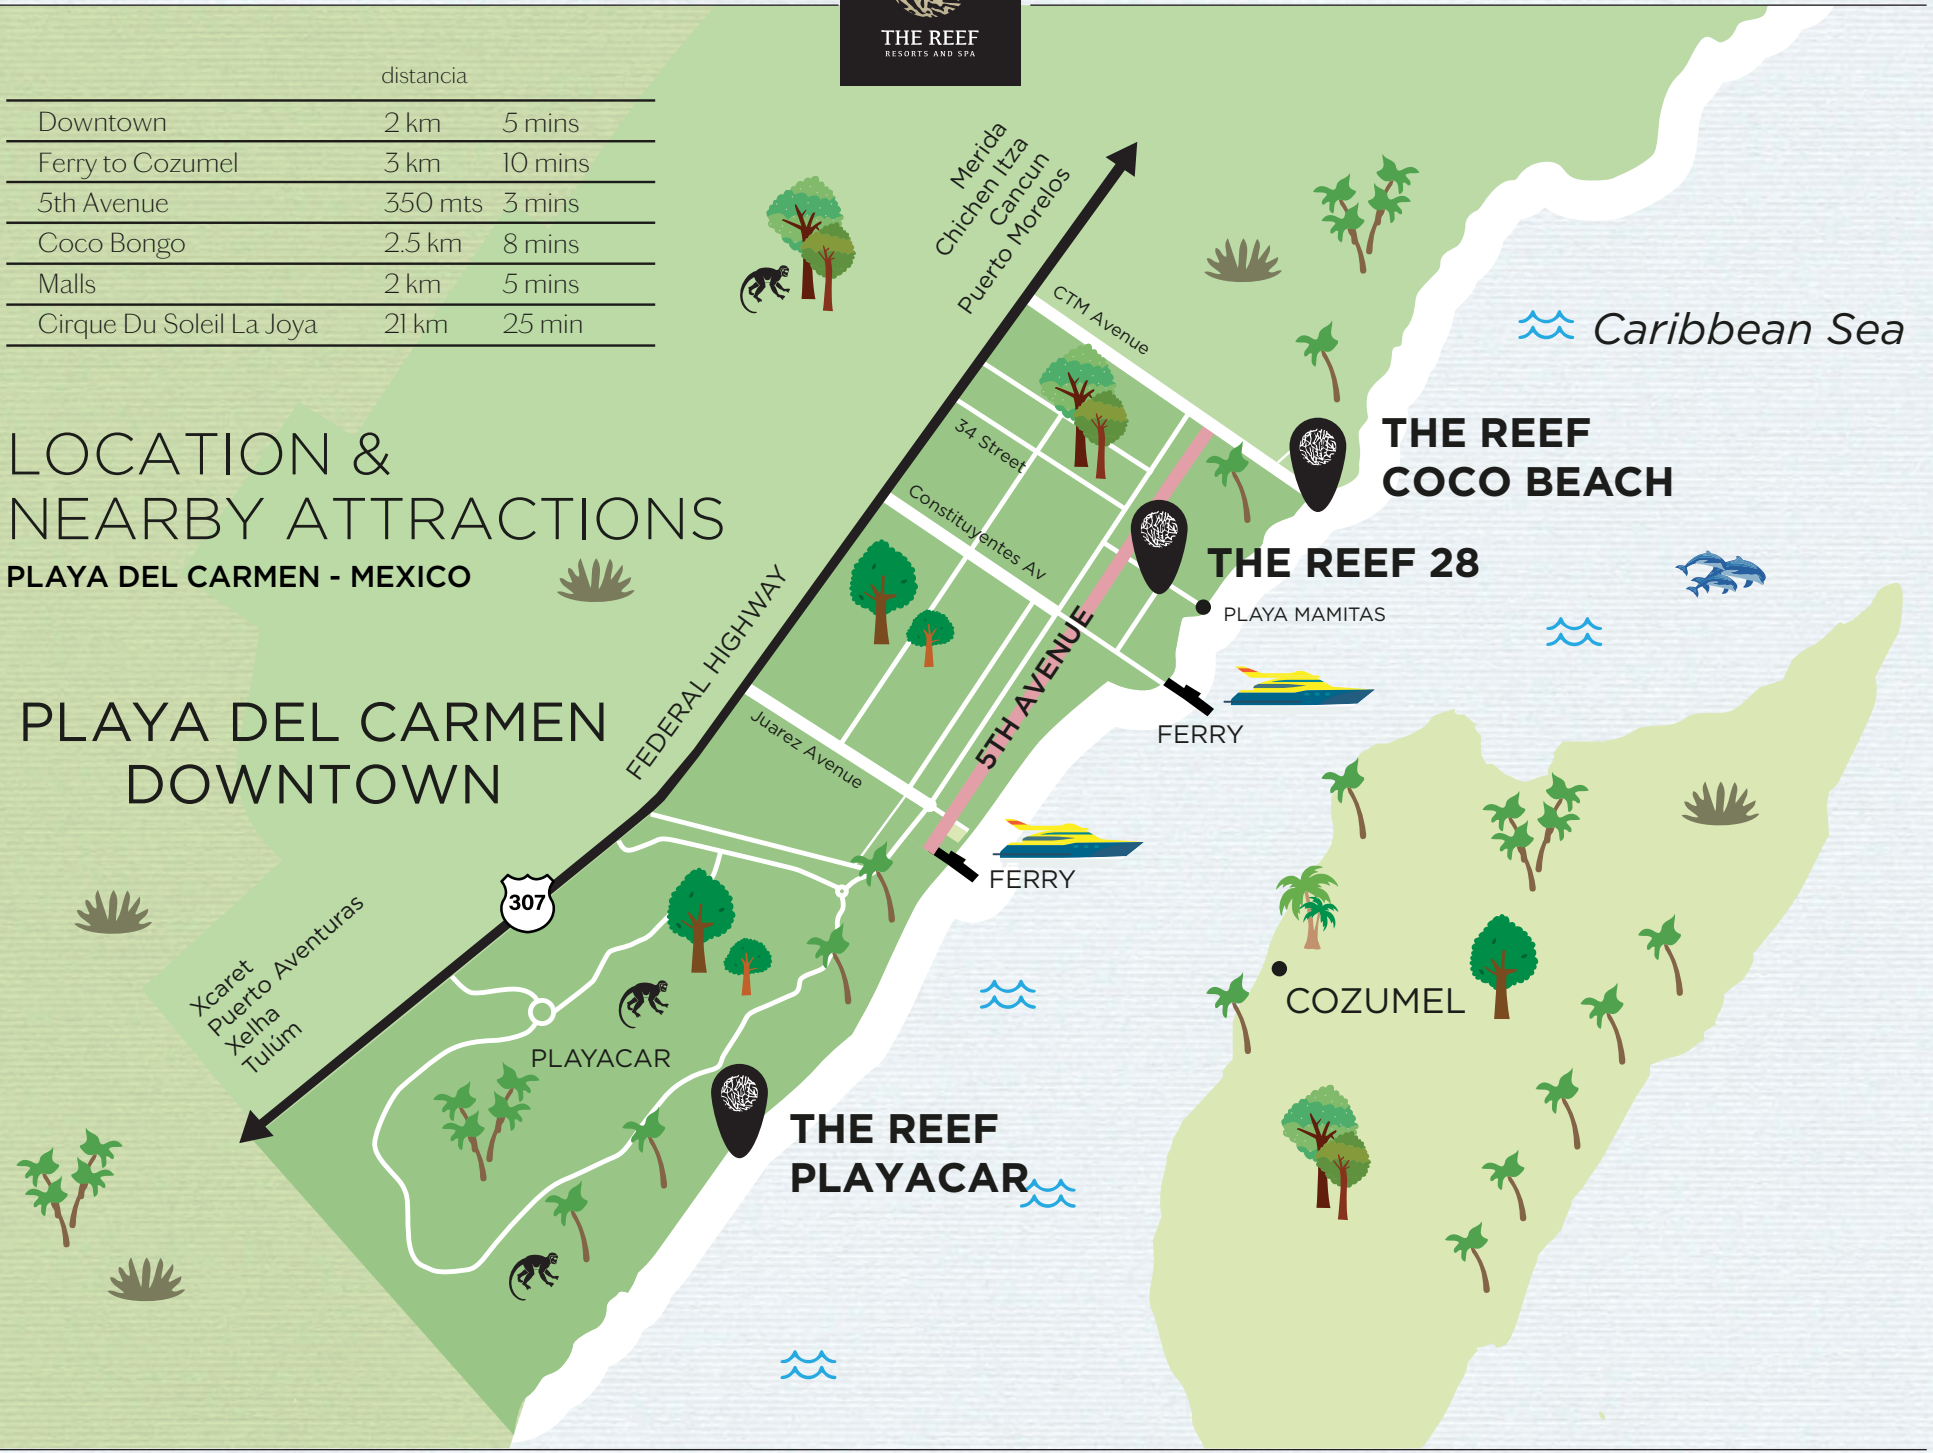 THE REEF
RESORTS AND SPA
distancia
Downtown 2 km 5 mins
Ferry to Cozumel 3 km 10 mins
5th Avenue 350 mts 3 mins
Coco Bongo 2.5 km 8 mins
Malls 2 km 5 mins
Cirque Du Soleil La Joya 21 km 25 min
LOCATION &
NEARBY ATTRACTIONS
PLAYA DEL CARMEN - MEXICO
PLAYA DEL CARMEN
DOWNTOWN
Merida
Chichen Itza
Cancun
Puerto Morelos
CTM Avenue
34 Street
Constituyentes Av
Juarez Avenue
FEDERAL HIGHWAY
5TH AVENUE
307
Xcaret
Puerto Aventuras
Xelha
Tulúm
Caribbean Sea
THE REEF
COCO BEACH
THE REEF 28
PLAYA MAMITAS
FERRY
FERRY
PLAYACAR
THE REEF
PLAYACAR
COZUMEL